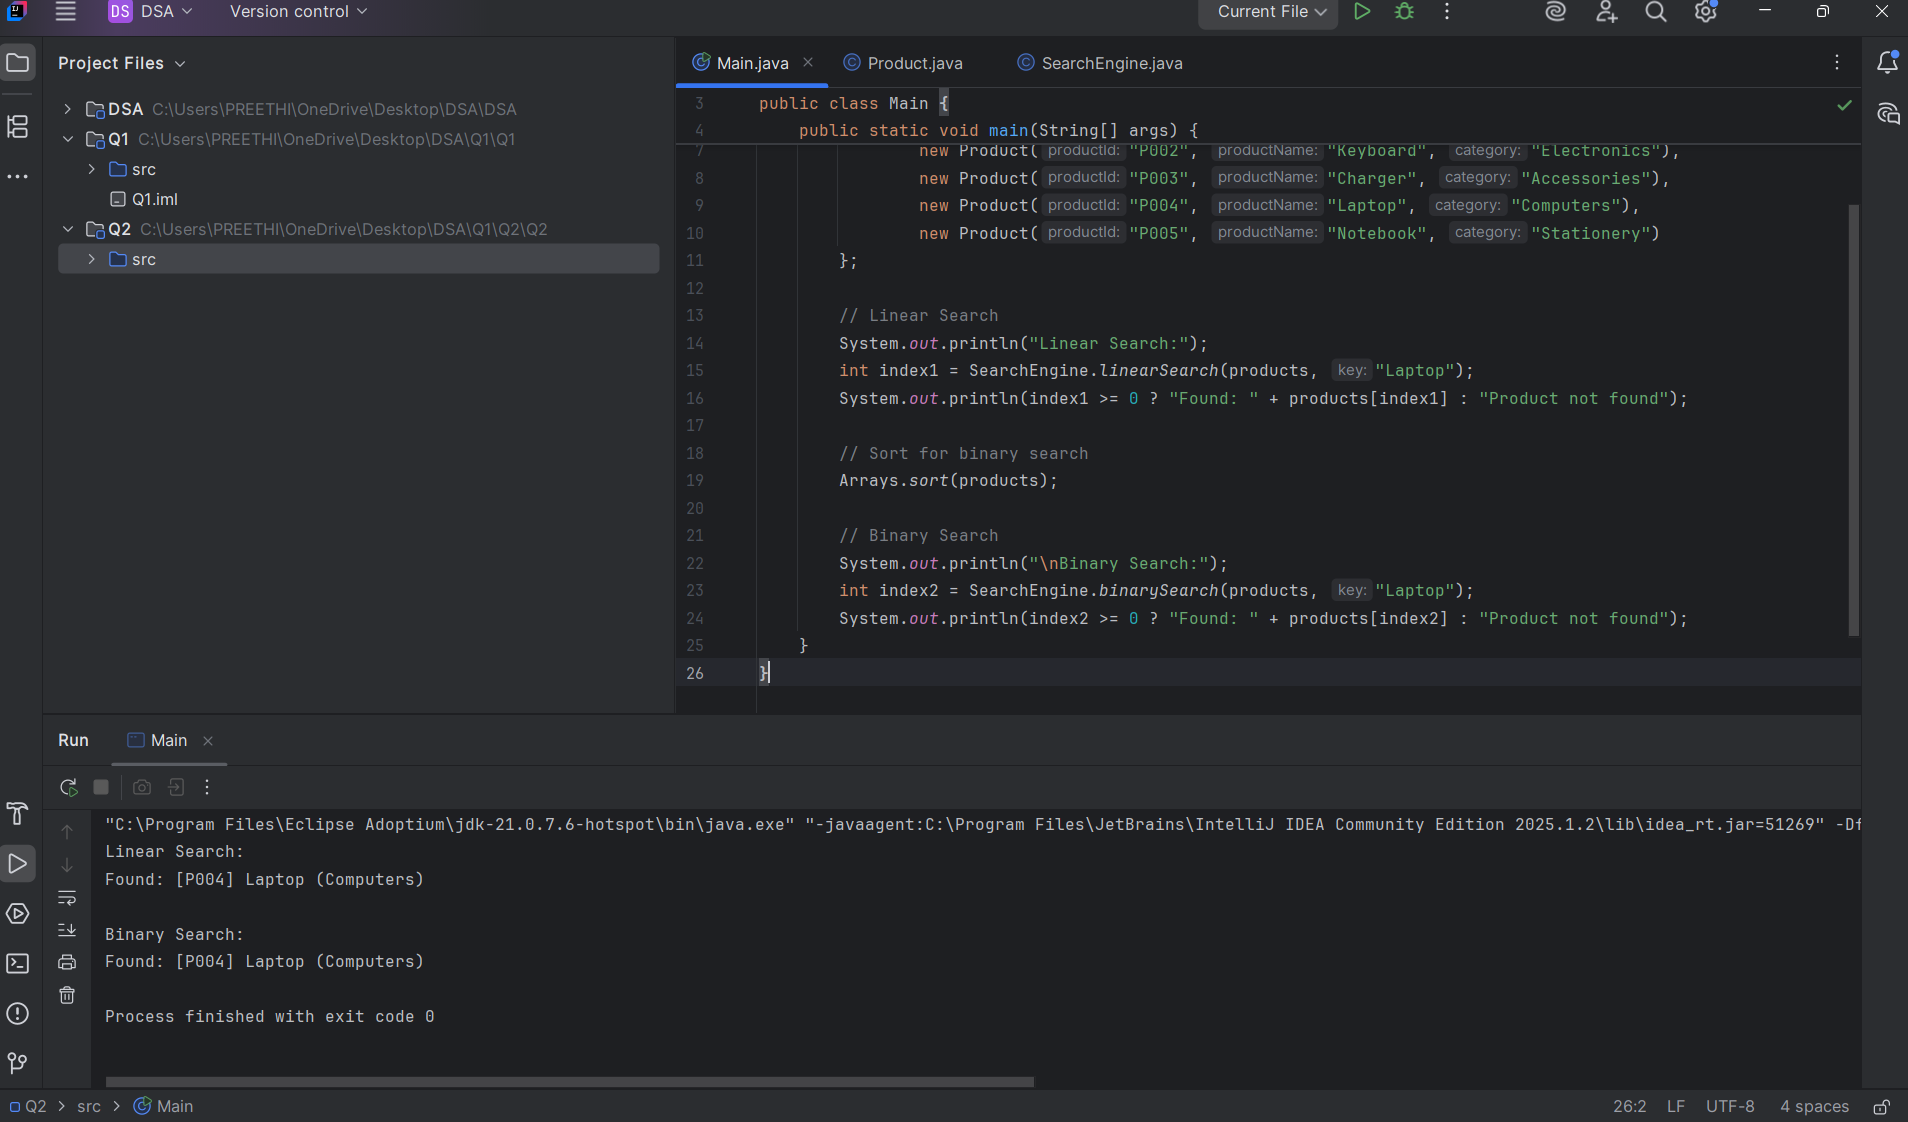 DS DSA Version control Current File
Project Files
Main.java Product.java SearchEngine.java
DSA C:\Users\PREETHI\OneDrive\Desktop\DSA\DSA
Q1 C:\Users\PREETHI\OneDrive\Desktop\DSA\Q1\Q1
src
Q1.iml
Q2 C:\Users\PREETHI\OneDrive\Desktop\DSA\Q1\Q2\Q2
src
3 public class Main {
4 public static void main(String[] args) {
7 new Product( productId: "P002", productName: "Keyboard", category: "Electronics"),
8 new Product( productId: "P003", productName: "Charger", category: "Accessories"),
9 new Product( productId: "P004", productName: "Laptop", category: "Computers"),
10 new Product( productId: "P005", productName: "Notebook", category: "Stationery")
11 };
12
13 // Linear Search
14 System.out.println("Linear Search:");
15 int index1 = SearchEngine.linearSearch(products, key: "Laptop");
16 System.out.println(index1 >= 0 ? "Found: " + products[index1] : "Product not found");
17
18 // Sort for binary search
19 Arrays.sort(products);
20
21 // Binary Search
22 System.out.println("\nBinary Search:");
23 int index2 = SearchEngine.binarySearch(products, key: "Laptop");
24 System.out.println(index2 >= 0 ? "Found: " + products[index2] : "Product not found");
25 }
26 }
Run Main
"C:\Program Files\Eclipse Adoptium\jdk-21.0.7.6-hotspot\bin\java.exe" "-javaagent:C:\Program Files\JetBrains\IntelliJ IDEA Community Edition 2025.1.2\lib\idea_rt.jar=51269" -Df
Linear Search:
Found: [P004] Laptop (Computers)
Binary Search:
Found: [P004] Laptop (Computers)
Process finished with exit code 0
Q2 > src > Main 26:2 LF UTF-8 4 spaces